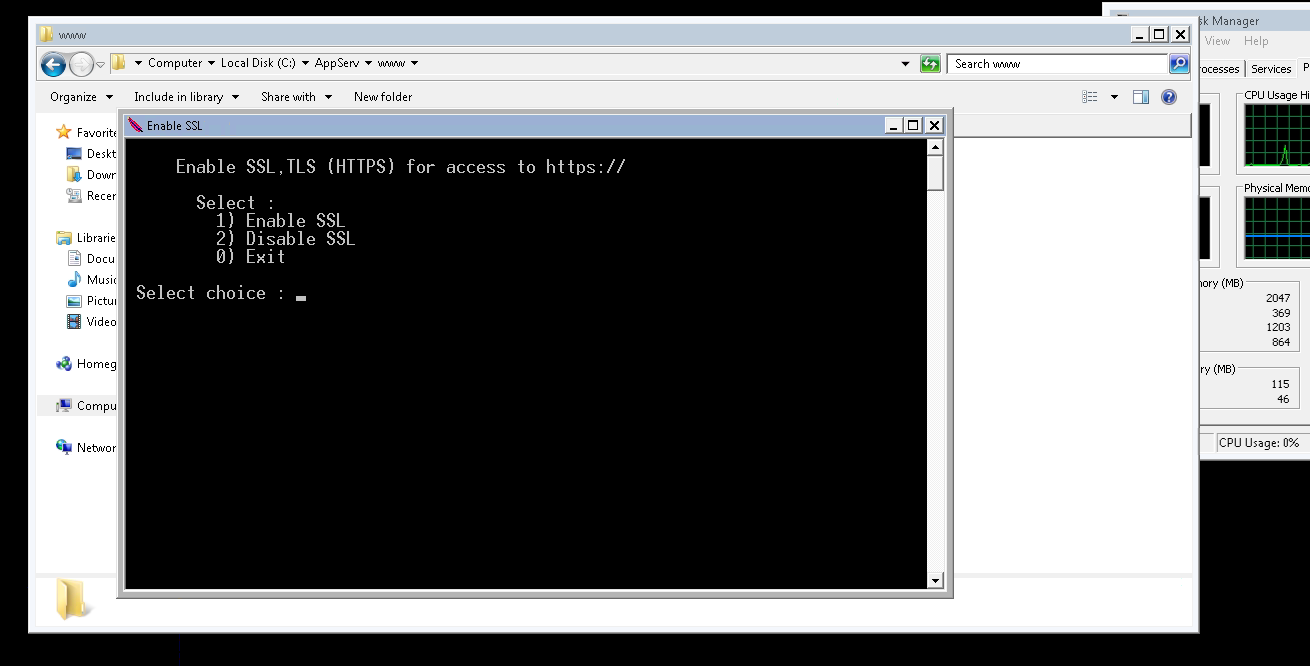 www
sk Manager
View Help
Computer Local Disk (C:) AppServ www
Search www
rocesses Services P
Organize Include in library Share with New folder
CPU Usage Hi
Enable SSL
Favorite
Deskt
Dowr
Recer
Enable SSL,TLS (HTTPS) for access to https://
Select :
1) Enable SSL
2) Disable SSL
0) Exit
Select choice :
Physical Memo
Librarie
Docu
Music
Pictur
Video
Homeg
Compu
Networ
nory (MB)
2047
369
1203
864
ry (MB)
115
46
CPU Usage: 0%